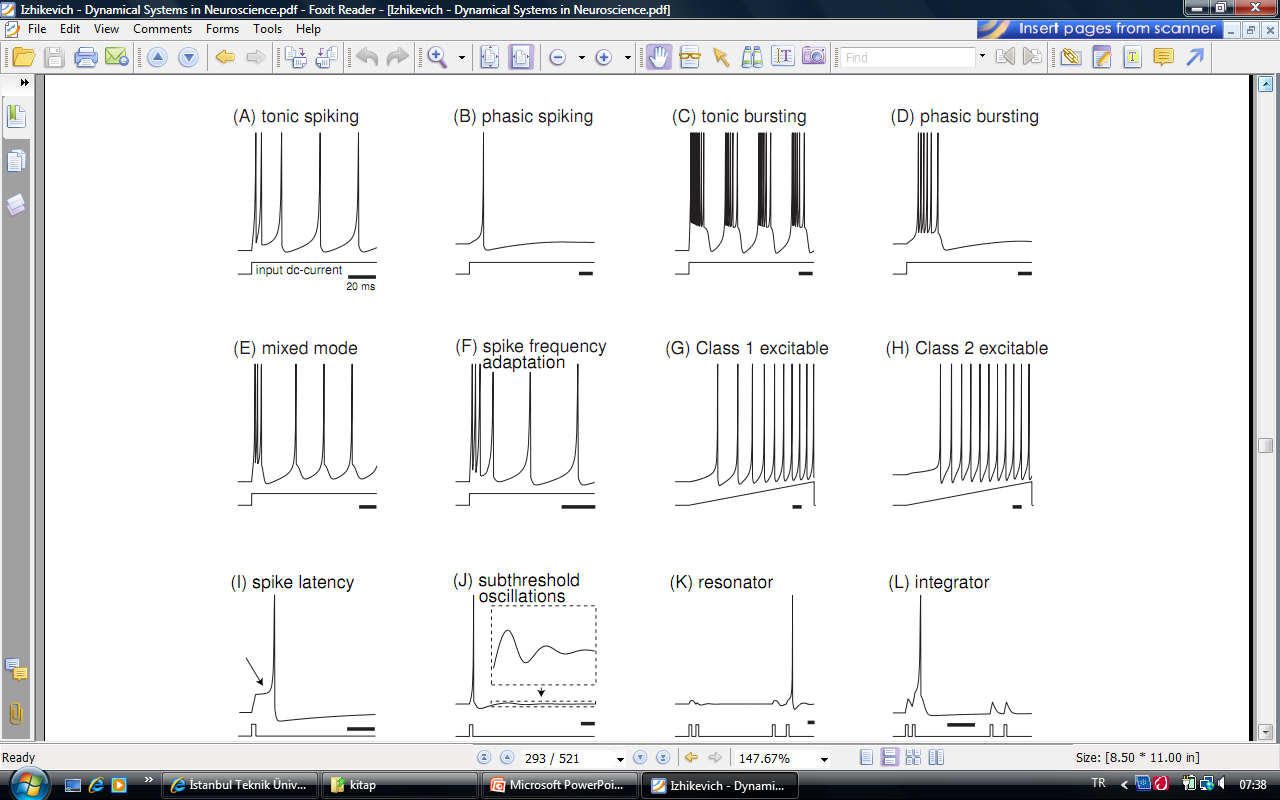 Izhikevich - Dynamical Systems in Neuroscience.pdf - Foxit Reader - [Izhikevich - Dynamical Systems in Neuroscience.pdf]
File Edit View Comments Forms Tools Help
Insert pages from scanner
Find
(A) tonic spiking (B) phasic spiking (C) tonic bursting (D) phasic bursting
input dc-current
20 ms
(E) mixed mode (F) spike frequency (G) Class 1 excitable (H) Class 2 excitable
adaptation
(I) spike latency (J) subthreshold (K) resonator (L) integrator
oscillations
Ready 293 / 521 147.67% Size: [8.50 * 11.00 in]
İstanbul Teknik Üniv... kitap Microsoft PowerPoi... Izhikevich - Dynami... TR 07:38